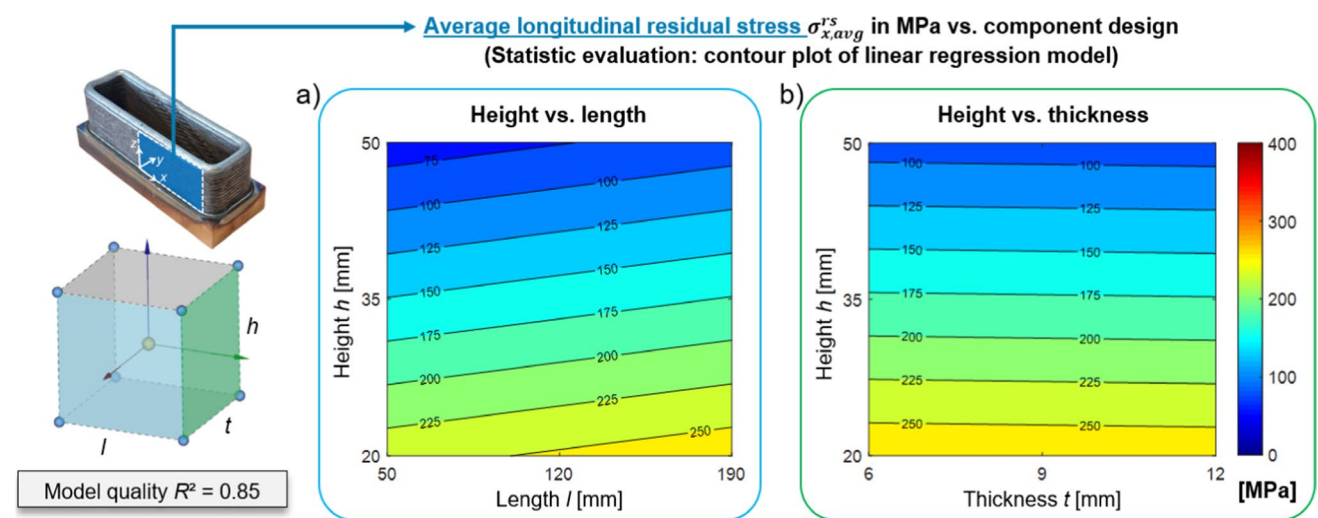 Average longitudinal residual stress σ^{rs}_{x,avg} in MPa vs. component design
(Statistic evaluation: contour plot of linear regression model)
z
y
x
h
t
l
Model quality R² = 0.85
a)
Height vs. length
Height h [mm]
50
35
20
75
100
100
125
125
150
150
175
175
200
200
225
225
250
50
120
190
Length l [mm]
b)
Height vs. thickness
Height h [mm]
50
35
20
100
100
125
125
150
150
175
175
200
200
225
225
250
250
6
9
12
Thickness t [mm]
400
300
200
100
0
[MPa]